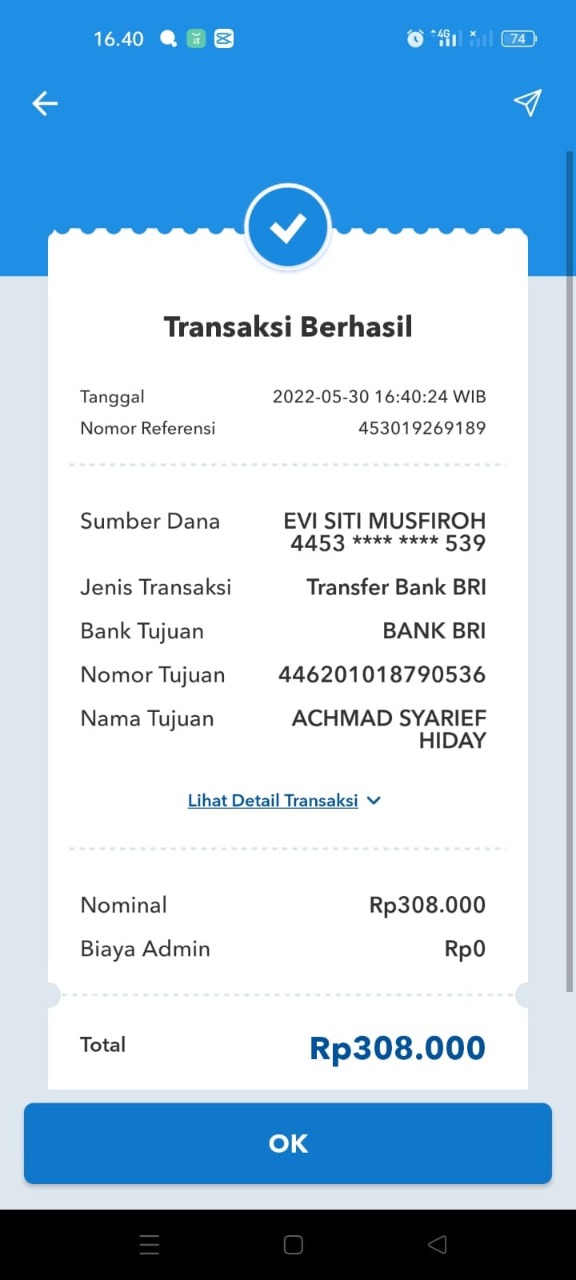 16.40
4G
74
Transaksi Berhasil
Tanggal 2022-05-30 16:40:24 WIB
Nomor Referensi 453019269189
Sumber Dana EVI SITI MUSFIROH
4453 **** **** 539
Jenis Transaksi Transfer Bank BRI
Bank Tujuan BANK BRI
Nomor Tujuan 446201018790536
Nama Tujuan ACHMAD SYARIEF
HIDAY
Lihat Detail Transaksi
Nominal Rp308.000
Biaya Admin Rp0
Total Rp308.000
OK